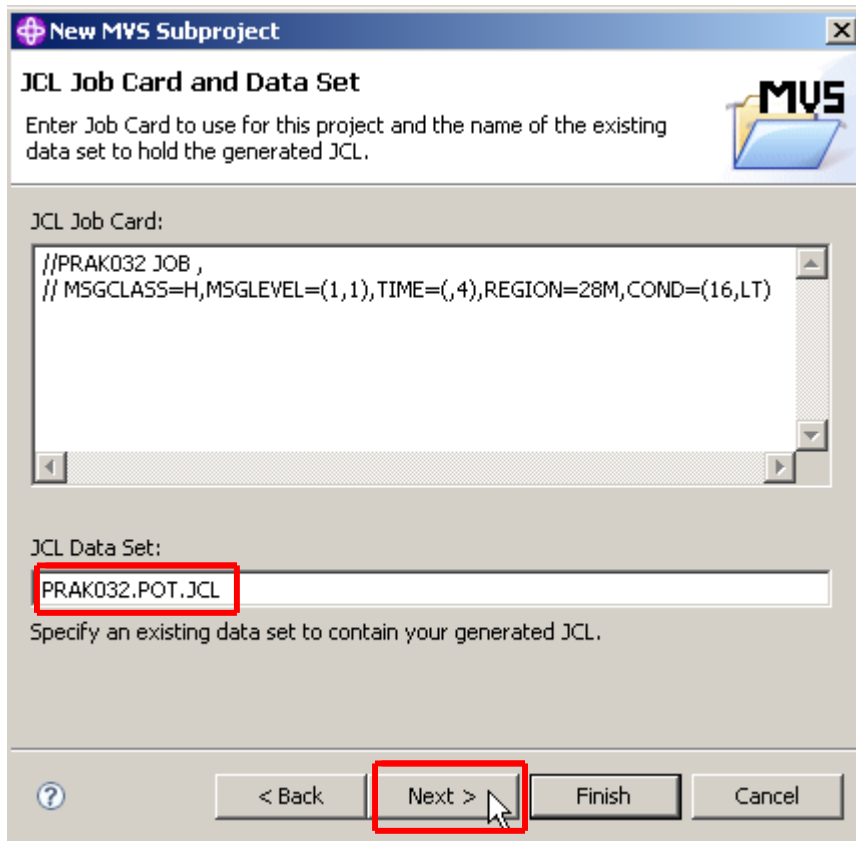 New MVS Subproject
JCL Job Card and Data Set
Enter Job Card to use for this project and the name of the existing
data set to hold the generated JCL.
MVS
JCL Job Card:
//PRAK032 JOB ,
// MSGCLASS=H,MSGLEVEL=(1,1),TIME=(,4),REGION=28M,COND=(16,LT)
JCL Data Set:
PRAK032.POT.JCL
Specify an existing data set to contain your generated JCL.
? < Back Next > Finish Cancel